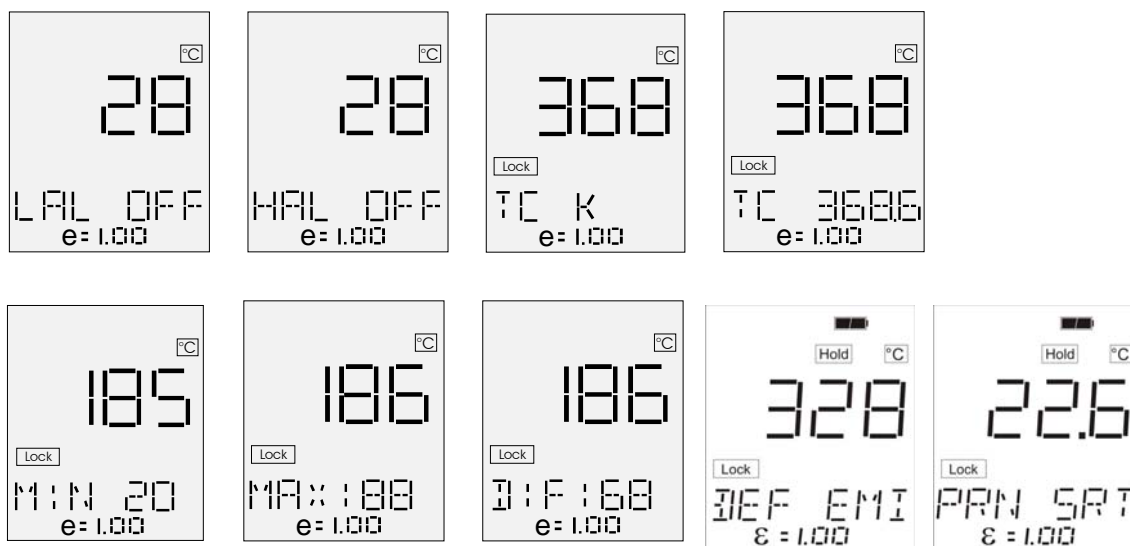 °C
28
LAL OFF
e= 1.00
°C
28
HAL OFF
e= 1.00
°C
368
Lock
TC K
e= 1.00
°C
368
Lock
TC 368.6
e= 1.00
°C
185
Lock
MIN 20
e= 1.00
°C
186
Lock
MAX 188
e= 1.00
°C
186
Lock
DIF 168
e= 1.00
Hold °C
328
Lock
DEF EMI
ε = 1.00
Hold °C
22.6
Lock
PRN SRT
ε = 1.00